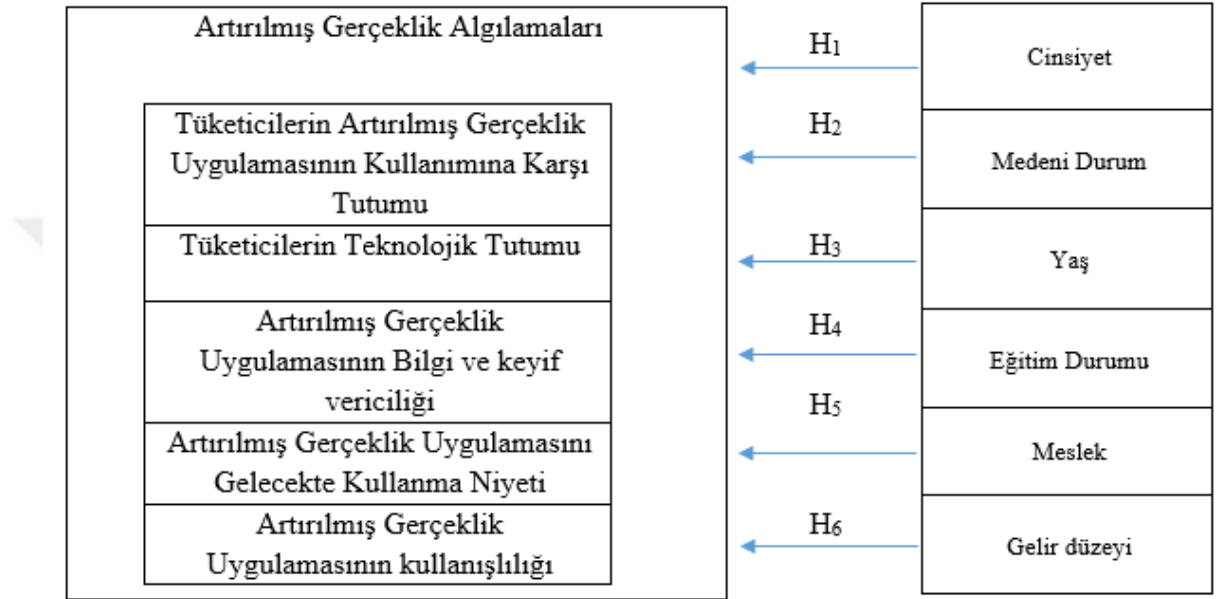 Artırılmış Gerçeklik Algılamaları
Tüketicilerin Artırılmış Gerçeklik
Uygulamasının Kullanımına Karşı
Tutumu
Tüketicilerin Teknolojik Tutumu
Artırılmış Gerçeklik
Uygulamasının Bilgi ve keyif
vericiliği
Artırılmış Gerçeklik Uygulamasını
Gelecekte Kullanma Niyeti
Artırılmış Gerçeklik
Uygulamasının kullanışlılığı
H1
H2
H3
H4
H5
H6
Cinsiyet
Medeni Durum
Yaş
Eğitim Durumu
Meslek
Gelir düzeyi